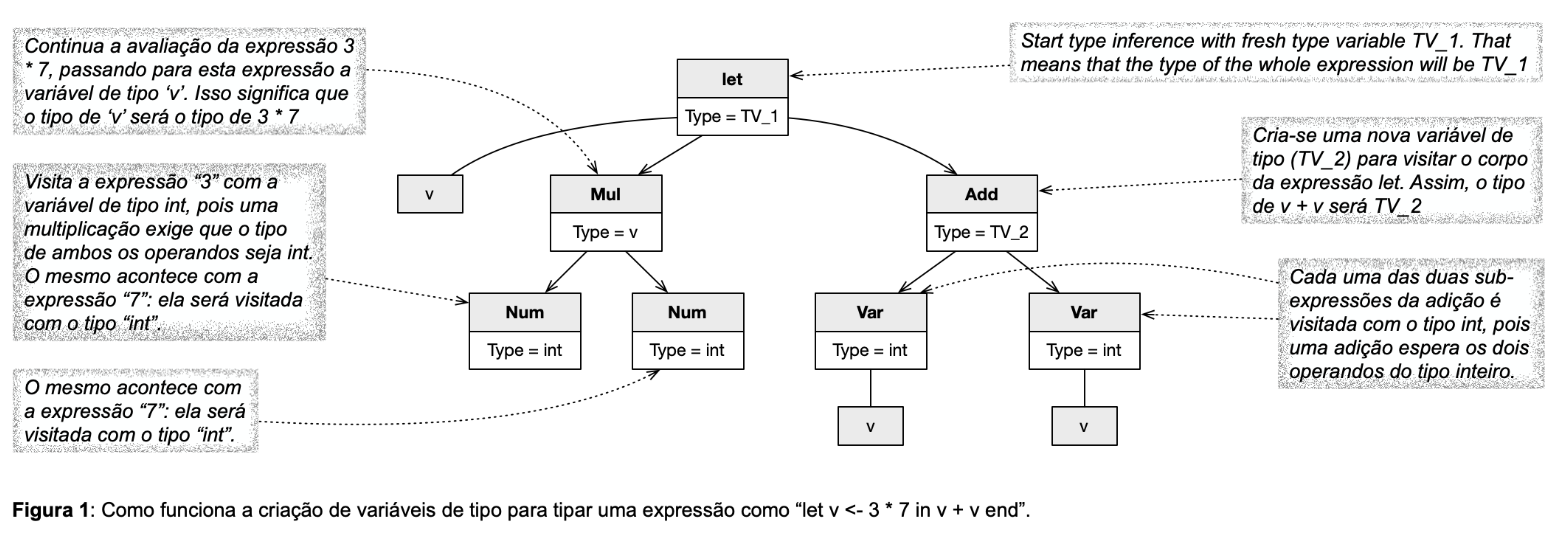 Continua a avaliação da expressão 3
* 7, passando para esta expressão a
variável de tipo ‘v’. Isso significa que
o tipo de ‘v’ será o tipo de 3 * 7
Start type inference with fresh type variable TV_1. That
means that the type of the whole expression will be TV_1
let
Type = TV_1
Cria-se uma nova variável de
tipo (TV_2) para visitar o corpo
da expressão let. Assim, o tipo
de v + v será TV_2
Visita a expressão “3” com a
variável de tipo int, pois uma
multiplicação exige que o tipo
de ambos os operandos seja int.
O mesmo acontece com a
expressão “7”: ela será visitada
com o tipo “int”.
v
Mul
Type = v
Add
Type = TV_2
Cada uma das duas sub-
expressões da adição é
visitada com o tipo int, pois
uma adição espera os dois
operandos do tipo inteiro.
Num
Type = int
Num
Type = int
Var
Type = int
Var
Type = int
O mesmo acontece com
a expressão “7”: ela será
visitada com o tipo “int”.
v
v
Figura 1: Como funciona a criação de variáveis de tipo para tipar uma expressão como “let v <- 3 * 7 in v + v end”.